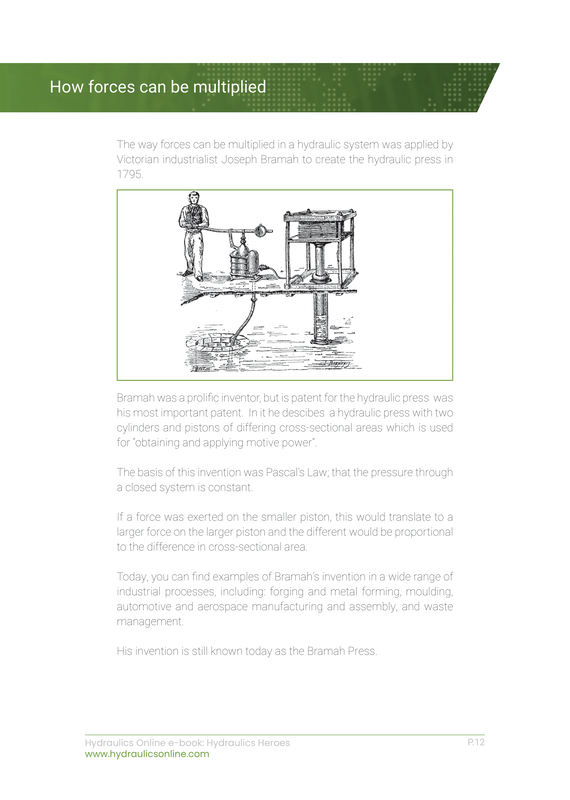 How forces can be multiplied
The way forces can be multiplied in a hydraulic system was applied by
Victorian industrialist Joseph Bramah to create the hydraulic press in
1795.
Bramah was a prolific inventor, but is patent for the hydraulic press was
his most important patent. In it he descibes a hydraulic press with two
cylinders and pistons of differing cross-sectional areas which is used
for "obtaining and applying motive power".
The basis of this invention was Pascal's Law; that the pressure through
a closed system is constant.
If a force was exerted on the smaller piston, this would translate to a
larger force on the larger piston and the different would be proportional
to the difference in cross-sectional area.
Today, you can find examples of Bramah's invention in a wide range of
industrial processes, including: forging and metal forming, moulding,
automotive and aerospace manufacturing and assembly, and waste
management.
His invention is still known today as the Bramah Press.
Hydraulics Online e-book: Hydraulics Heroes
P.12
www.hydraulicsonline.com